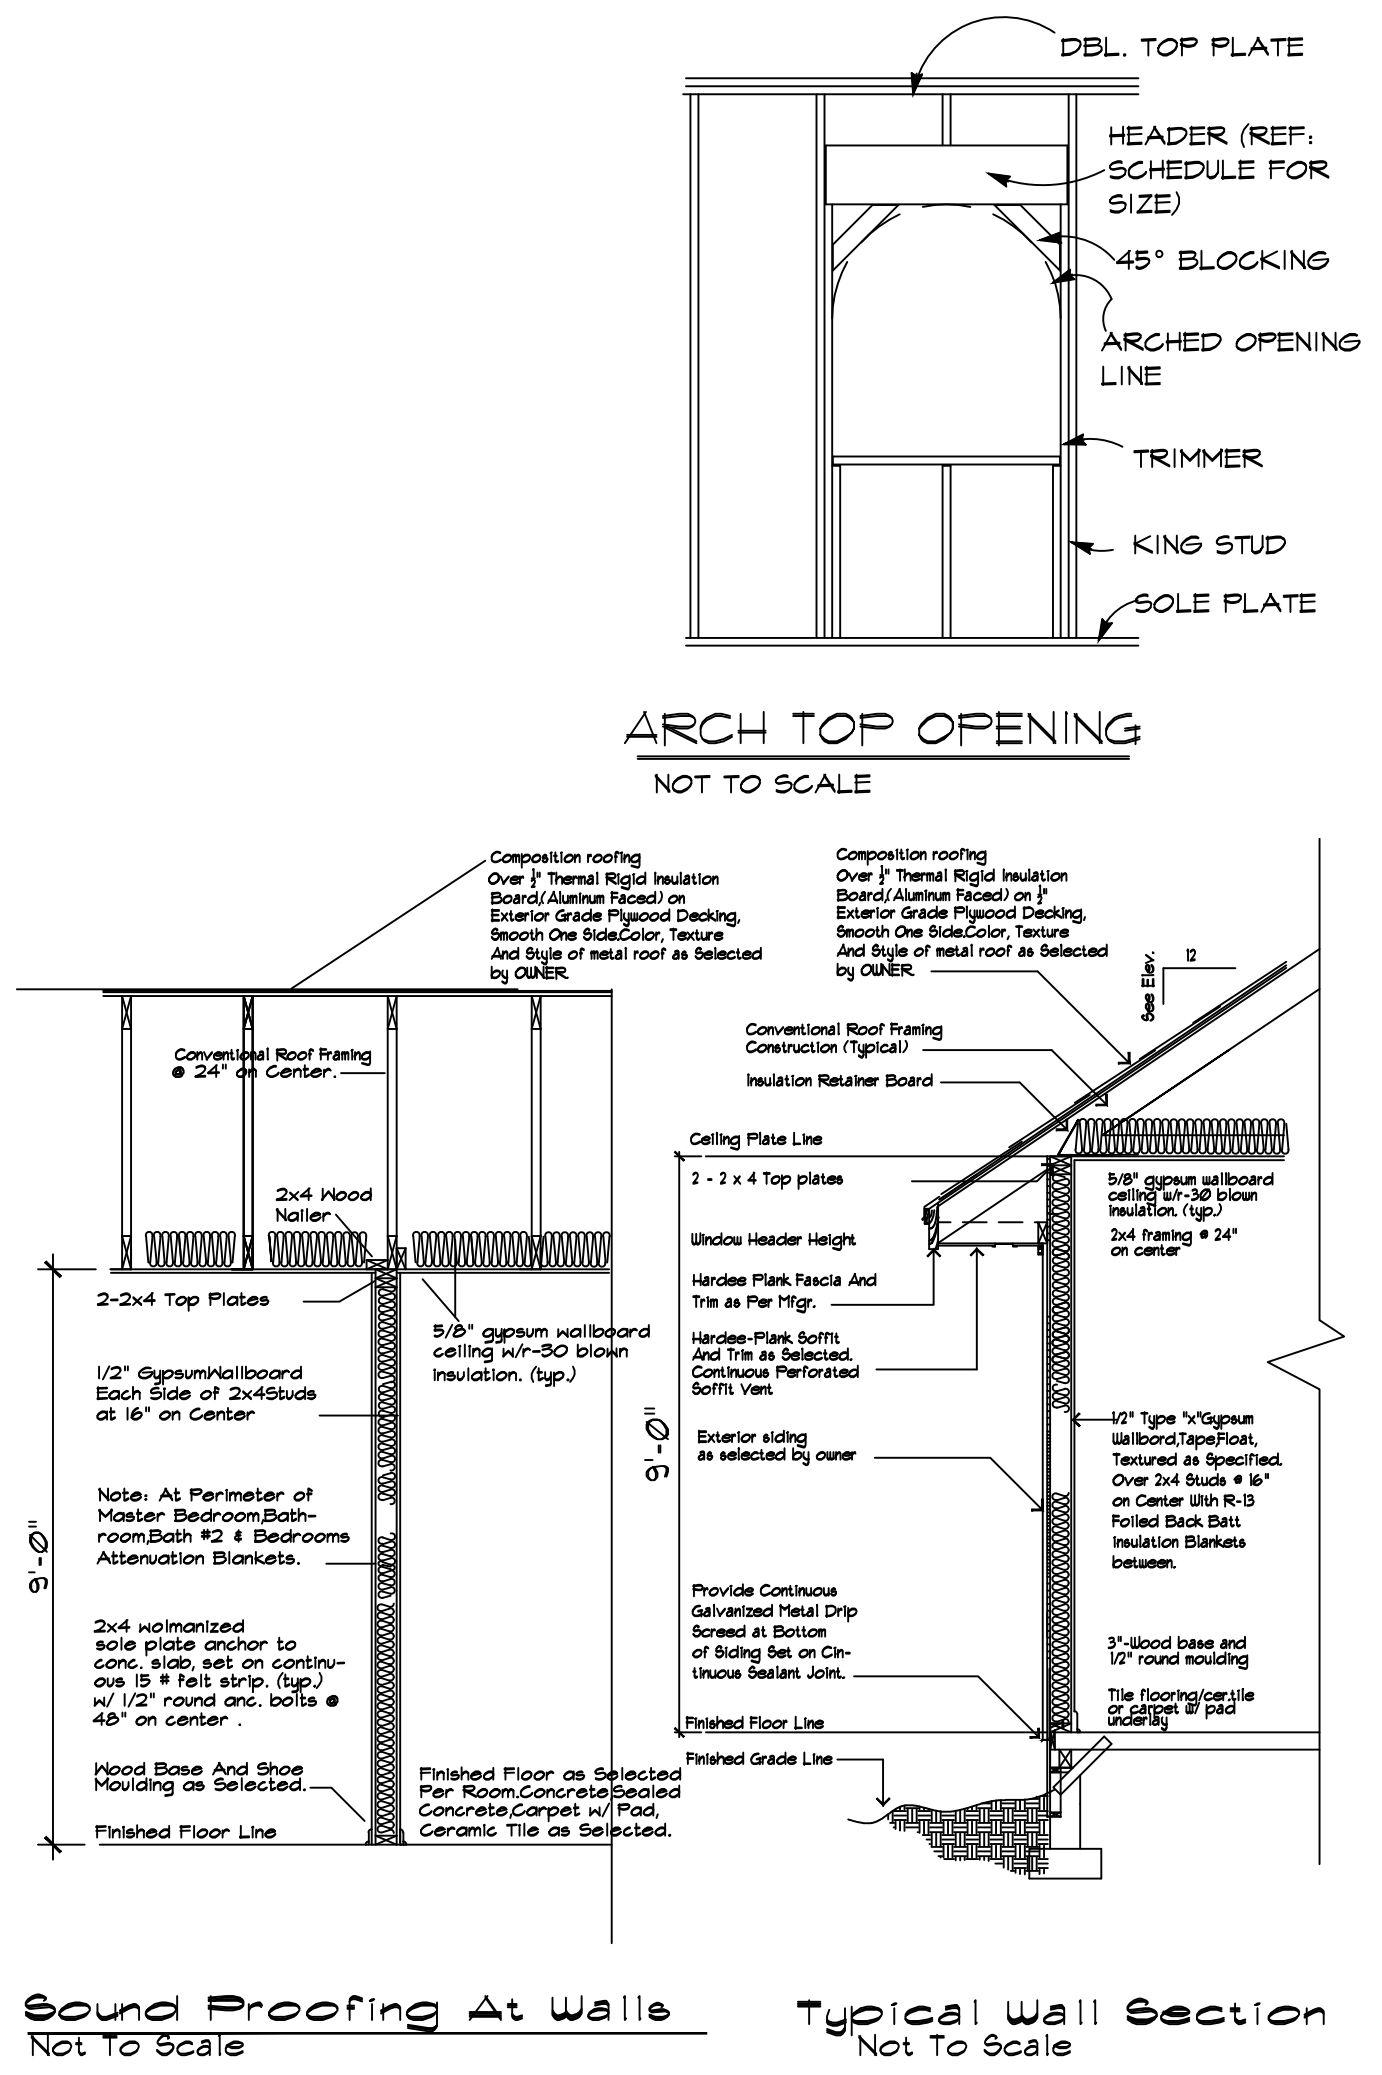 DBL. TOP PLATE
HEADER (REF:
SCHEDULE FOR
SIZE)
45° BLOCKING
ARCHED OPENING
LINE
TRIMMER
KING STUD
SOLE PLATE
ARCH TOP OPENING
NOT TO SCALE
Composition roofing
Over ½" Thermal Rigid Insulation
Board,(Aluminum Faced) on
Exterior Grade Plywood Decking,
Smooth One Side.Color, Texture
And Style of metal roof as Selected
by OWNER
Conventional Roof Framing
@ 24" on Center.
2x4 Wood
Nailer
2-2x4 Top Plates
5/8" gypsum wallboard
ceiling w/r-30 blown
insulation. (typ.)
1/2" GypsumWallboard
Each Side of 2x4Studs
at 16" on Center
Note: At Perimeter of
Master Bedroom,Bath-
room,Bath #2 & Bedrooms
Attenuation Blankets.
9'-0"
2x4 wolmanized
sole plate anchor to
conc. slab, set on continu-
ous 15 # felt strip. (typ.)
w/ 1/2" round anc. bolts @
48" on center .
Wood Base And Shoe
Moulding as Selected.
Finished Floor Line
Finished Floor as Selected
Per Room.Concrete,Sealed
Concrete,Carpet w/ Pad,
Ceramic Tile as Selected.
Sound Proofing At Walls
Not To Scale
Composition roofing
Over ½" Thermal Rigid Insulation
Board,(Aluminum Faced) on ½"
Exterior Grade Plywood Decking,
Smooth One Side.Color, Texture
And Style of metal roof as Selected
by OWNER
See Elev.
12
Conventional Roof Framing
Construction (Typical)
Insulation Retainer Board
Ceiling Plate Line
2 - 2 x 4 Top plates
Window Header Height
Hardee Plank Fascia And
Trim as Per Mfgr.
Hardee-Plank Soffit
And Trim as Selected.
Continuous Perforated
Soffit Vent
9'-0"
Exterior siding
as selected by owner
Provide Continuous
Galvanized Metal Drip
Screed at Bottom
of Siding Set on Cin-
tinuous Sealant Joint.
Finished Floor Line
Finished Grade Line
5/8" gypsum wallboard
ceiling w/r-30 blown
insulation. (typ.)
2x4 framing @ 24"
on center
1/2" Type "x"Gypsum
Wallbord,Tape,Float,
Textured as Specified.
Over 2x4 Studs @ 16"
on Center With R-13
Foiled Back Batt
Insulation Blankets
between.
3"-Wood base and
1/2" round moulding
Tile flooring/cer.tile
or carpet w/ pad
underlay
Typical Wall Section
Not To Scale